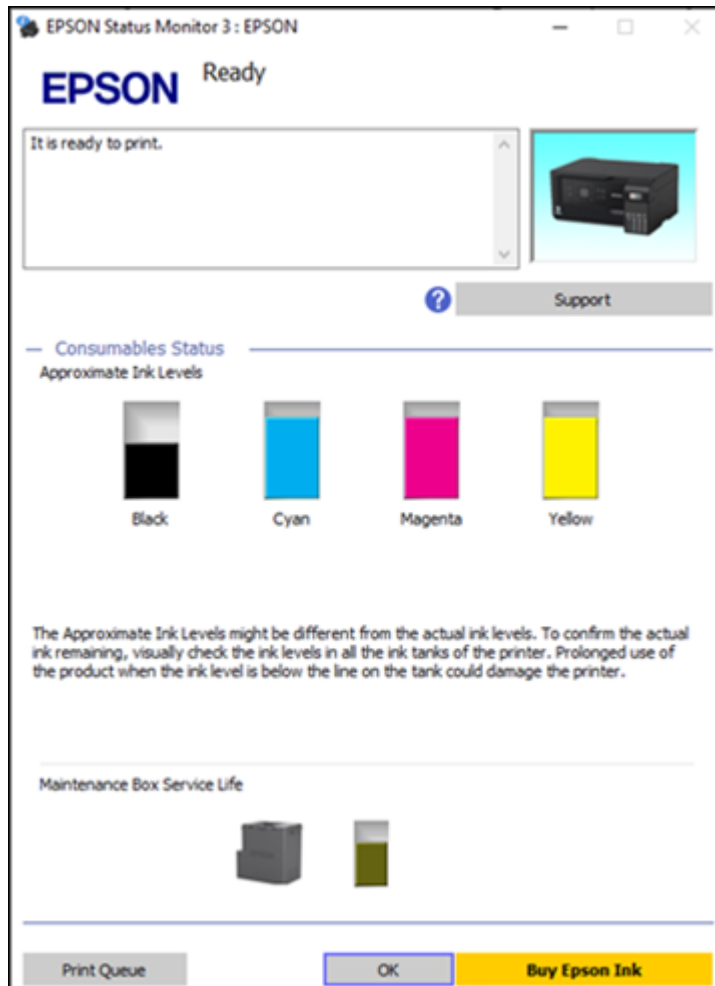 EPSON Status Monitor 3 : EPSON
EPSON
Ready
It is ready to print.
Support
Consumables Status
Approximate Ink Levels
Black
Cyan
Magenta
Yellow
The Approximate Ink Levels might be different from the actual ink levels. To confirm the actual
ink remaining, visually check the ink levels in all the ink tanks of the printer. Prolonged use of
the product when the ink level is below the line on the tank could damage the printer.
Maintenance Box Service Life
Print Queue
OK
Buy Epson Ink